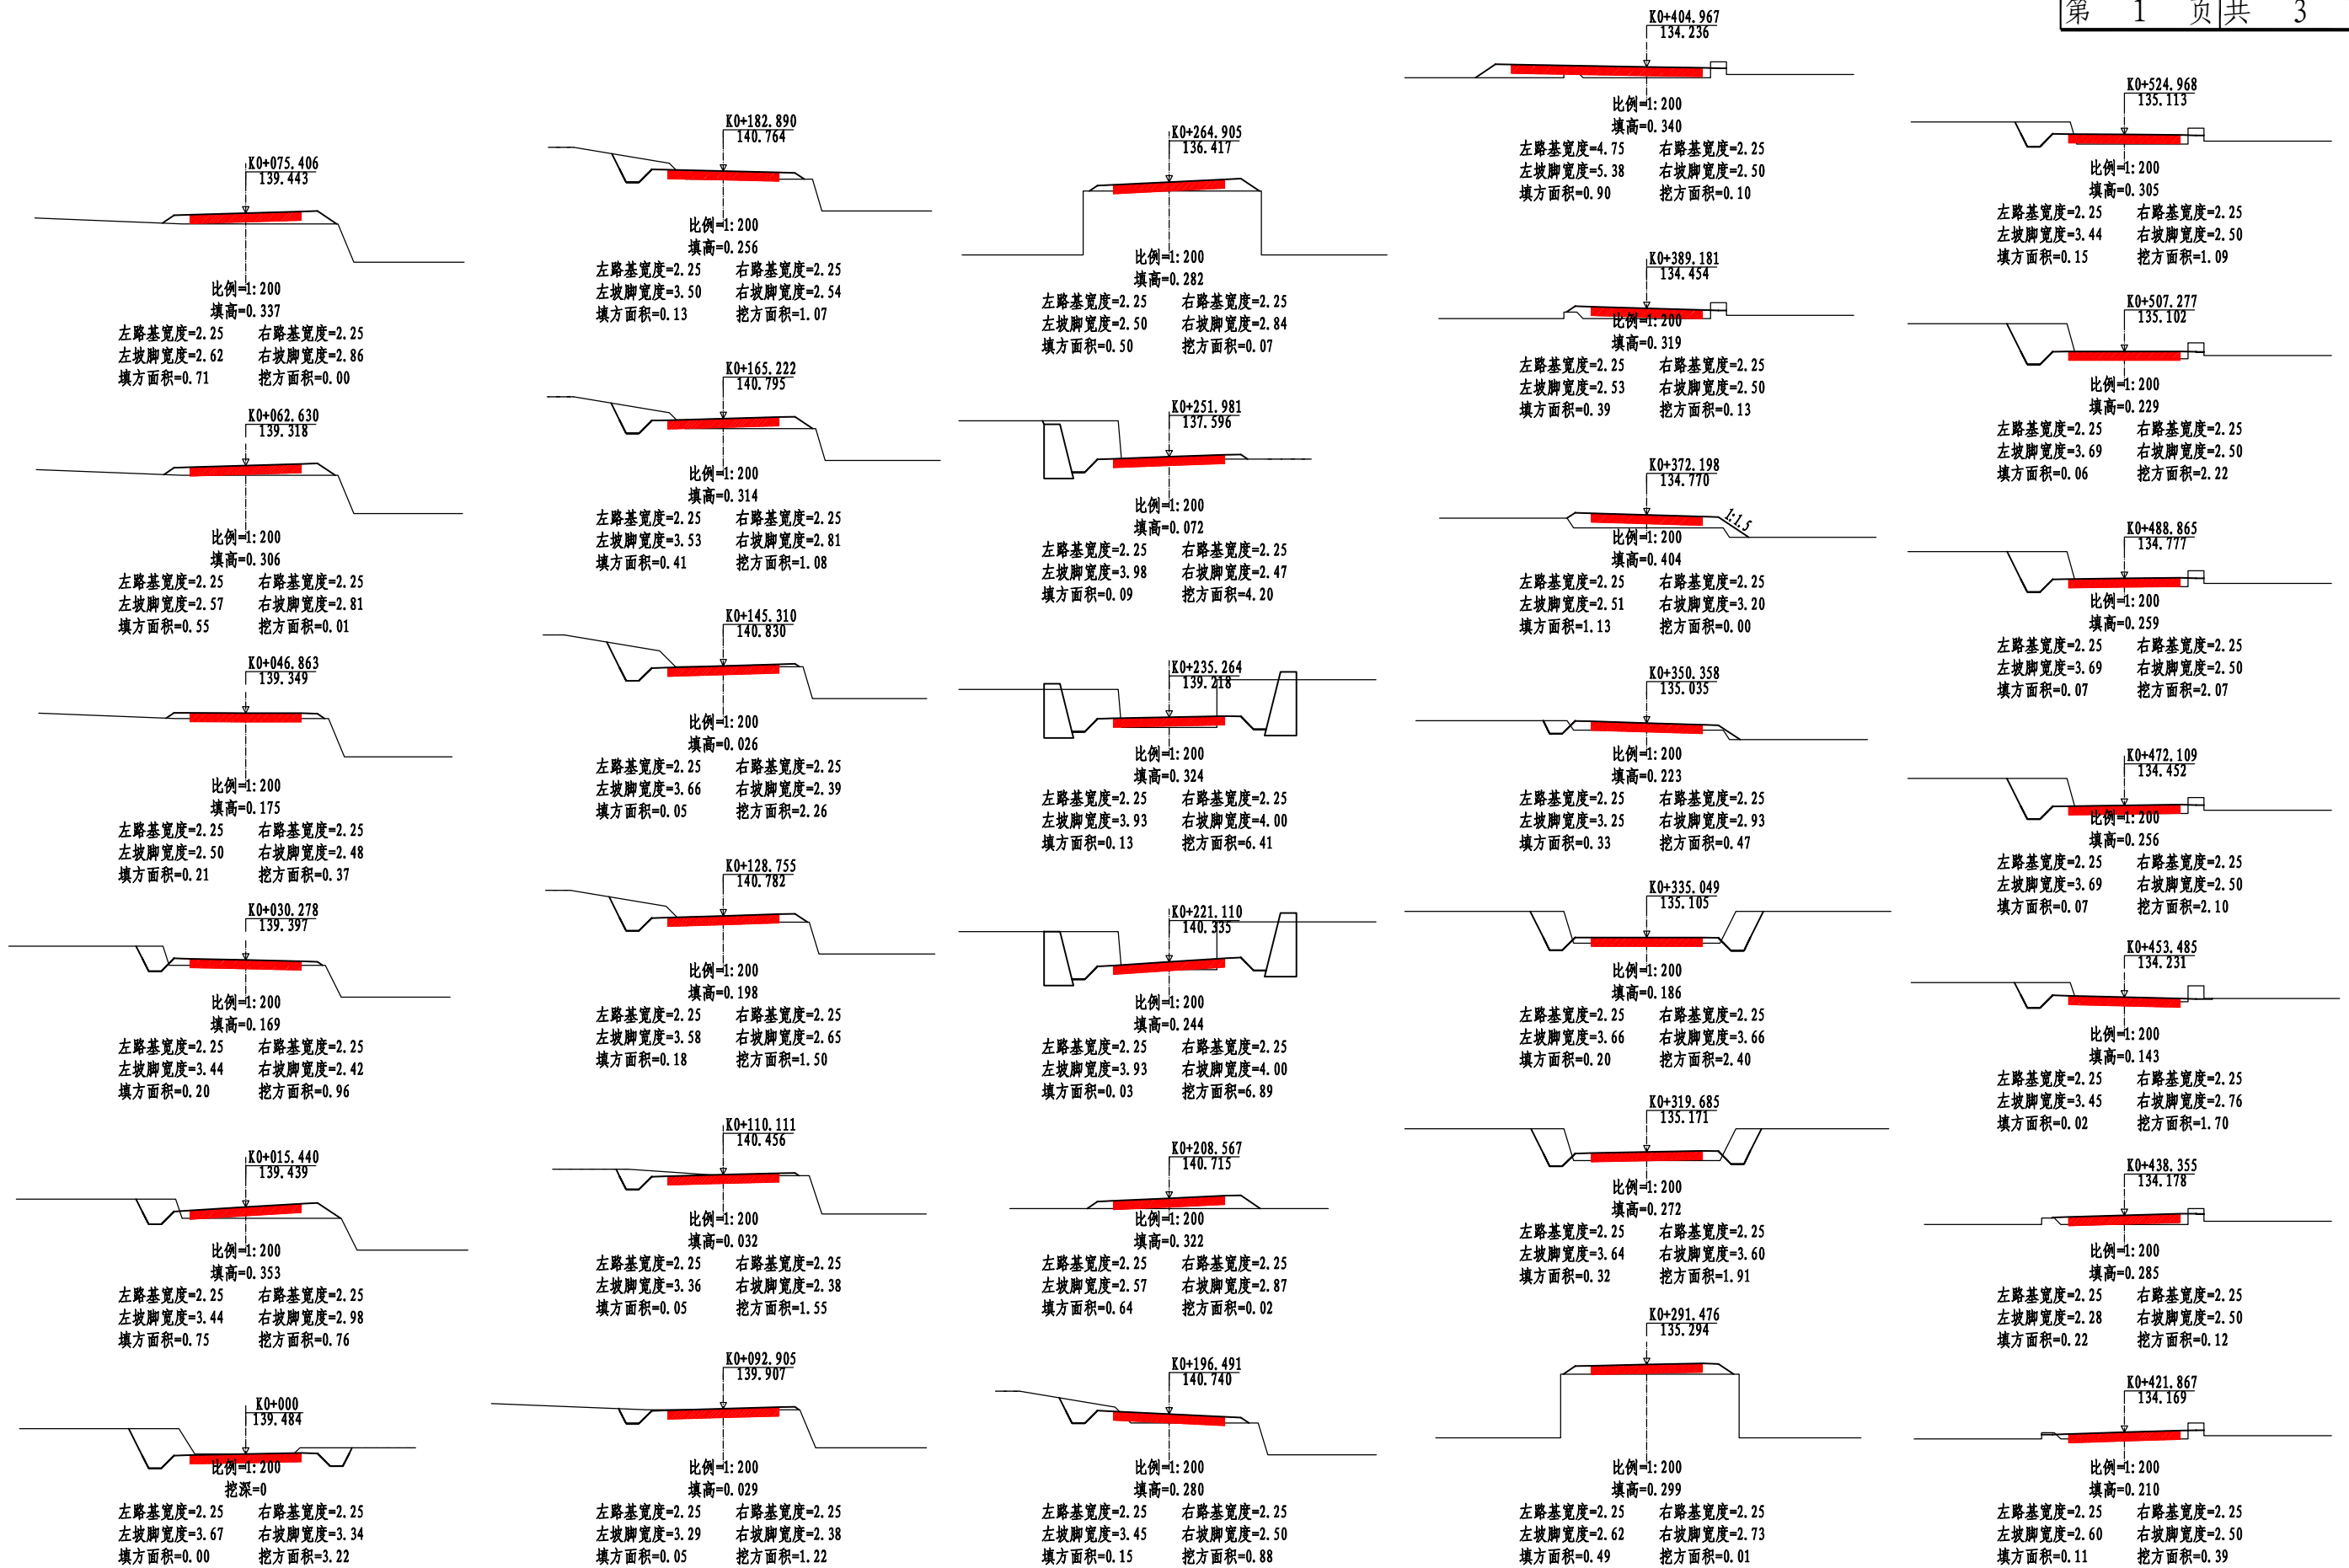 第 1 页 共 3
K0+075.406
139.443
比例=1:200
填高=0.337
左路基宽度=2.25 右路基宽度=2.25
左坡脚宽度=2.62 右坡脚宽度=2.86
填方面积=0.71 挖方面积=0.00
K0+062.630
139.318
比例=1:200
填高=0.306
左路基宽度=2.25 右路基宽度=2.25
左坡脚宽度=2.57 右坡脚宽度=2.81
填方面积=0.55 挖方面积=0.01
K0+046.863
139.349
比例=1:200
填高=0.175
左路基宽度=2.25 右路基宽度=2.25
左坡脚宽度=2.50 右坡脚宽度=2.48
填方面积=0.21 挖方面积=0.37
K0+030.278
139.397
比例=1:200
填高=0.169
左路基宽度=2.25 右路基宽度=2.25
左坡脚宽度=3.44 右坡脚宽度=2.42
填方面积=0.20 挖方面积=0.96
K0+015.440
139.439
比例=1:200
填高=0.353
左路基宽度=2.25 右路基宽度=2.25
左坡脚宽度=3.44 右坡脚宽度=2.98
填方面积=0.75 挖方面积=0.76
K0+000
139.484
比例=1:200
挖深=0
左路基宽度=2.25 右路基宽度=2.25
左坡脚宽度=3.67 右坡脚宽度=3.34
填方面积=0.00 挖方面积=3.22
K0+182.890
140.764
比例=1:200
填高=0.256
左路基宽度=2.25 右路基宽度=2.25
左坡脚宽度=3.50 右坡脚宽度=2.54
填方面积=0.13 挖方面积=1.07
K0+165.222
140.795
比例=1:200
填高=0.314
左路基宽度=2.25 右路基宽度=2.25
左坡脚宽度=3.53 右坡脚宽度=2.81
填方面积=0.41 挖方面积=1.08
K0+145.310
140.830
比例=1:200
填高=0.026
左路基宽度=2.25 右路基宽度=2.25
左坡脚宽度=3.66 右坡脚宽度=2.39
填方面积=0.05 挖方面积=2.26
K0+128.755
140.782
比例=1:200
填高=0.198
左路基宽度=2.25 右路基宽度=2.25
左坡脚宽度=3.58 右坡脚宽度=2.65
填方面积=0.18 挖方面积=1.50
K0+110.111
140.456
比例=1:200
填高=0.032
左路基宽度=2.25 右路基宽度=2.25
左坡脚宽度=3.36 右坡脚宽度=2.38
填方面积=0.05 挖方面积=1.55
K0+092.905
139.907
比例=1:200
填高=0.029
左路基宽度=2.25 右路基宽度=2.25
左坡脚宽度=3.29 右坡脚宽度=2.38
填方面积=0.05 挖方面积=1.22
K0+264.905
136.417
比例=1:200
填高=0.282
左路基宽度=2.25 右路基宽度=2.25
左坡脚宽度=2.50 右坡脚宽度=2.84
填方面积=0.50 挖方面积=0.07
K0+251.981
137.596
比例=1:200
填高=0.072
左路基宽度=2.25 右路基宽度=2.25
左坡脚宽度=3.98 右坡脚宽度=2.47
填方面积=0.09 挖方面积=4.20
K0+235.264
139.218
比例=1:200
填高=0.324
左路基宽度=2.25 右路基宽度=2.25
左坡脚宽度=3.93 右坡脚宽度=4.00
填方面积=0.13 挖方面积=6.41
K0+221.110
140.335
比例=1:200
填高=0.244
左路基宽度=2.25 右路基宽度=2.25
左坡脚宽度=3.93 右坡脚宽度=4.00
填方面积=0.03 挖方面积=6.89
K0+208.567
140.715
比例=1:200
填高=0.322
左路基宽度=2.25 右路基宽度=2.25
左坡脚宽度=2.57 右坡脚宽度=2.87
填方面积=0.64 挖方面积=0.02
K0+196.491
140.740
比例=1:200
填高=0.280
左路基宽度=2.25 右路基宽度=2.25
左坡脚宽度=3.45 右坡脚宽度=2.50
填方面积=0.15 挖方面积=0.88
K0+404.967
134.236
比例=1:200
填高=0.340
左路基宽度=4.75 右路基宽度=2.25
左坡脚宽度=5.38 右坡脚宽度=2.50
填方面积=0.90 挖方面积=0.10
K0+389.181
134.454
比例=1:200
填高=0.319
左路基宽度=2.25 右路基宽度=2.25
左坡脚宽度=2.53 右坡脚宽度=2.50
填方面积=0.39 挖方面积=0.13
K0+372.198
134.770
1:1.5
比例=1:200
填高=0.404
左路基宽度=2.25 右路基宽度=2.25
左坡脚宽度=2.51 右坡脚宽度=3.20
填方面积=1.13 挖方面积=0.00
K0+350.358
135.035
比例=1:200
填高=0.223
左路基宽度=2.25 右路基宽度=2.25
左坡脚宽度=3.25 右坡脚宽度=2.93
填方面积=0.33 挖方面积=0.47
K0+335.049
135.105
比例=1:200
填高=0.186
左路基宽度=2.25 右路基宽度=2.25
左坡脚宽度=3.66 右坡脚宽度=3.66
填方面积=0.20 挖方面积=2.40
K0+319.685
135.171
比例=1:200
填高=0.272
左路基宽度=2.25 右路基宽度=2.25
左坡脚宽度=3.64 右坡脚宽度=3.60
填方面积=0.32 挖方面积=1.91
K0+291.476
135.294
比例=1:200
填高=0.299
左路基宽度=2.25 右路基宽度=2.25
左坡脚宽度=2.62 右坡脚宽度=2.73
填方面积=0.49 挖方面积=0.01
K0+524.968
135.113
比例=1:200
填高=0.305
左路基宽度=2.25 右路基宽度=2.25
左坡脚宽度=3.44 右坡脚宽度=2.50
填方面积=0.15 挖方面积=1.09
K0+507.277
135.102
比例=1:200
填高=0.229
左路基宽度=2.25 右路基宽度=2.25
左坡脚宽度=3.69 右坡脚宽度=2.50
填方面积=0.06 挖方面积=2.22
K0+488.865
134.777
比例=1:200
填高=0.259
左路基宽度=2.25 右路基宽度=2.25
左坡脚宽度=3.69 右坡脚宽度=2.50
填方面积=0.07 挖方面积=2.07
K0+472.109
134.452
比例=1:200
填高=0.256
左路基宽度=2.25 右路基宽度=2.25
左坡脚宽度=3.69 右坡脚宽度=2.50
填方面积=0.07 挖方面积=2.10
K0+453.485
134.231
比例=1:200
填高=0.143
左路基宽度=2.25 右路基宽度=2.25
左坡脚宽度=3.45 右坡脚宽度=2.76
填方面积=0.02 挖方面积=1.70
K0+438.355
134.178
比例=1:200
填高=0.285
左路基宽度=2.25 右路基宽度=2.25
左坡脚宽度=2.28 右坡脚宽度=2.50
填方面积=0.22 挖方面积=0.12
K0+421.867
134.169
比例=1:200
填高=0.210
左路基宽度=2.25 右路基宽度=2.25
左坡脚宽度=2.60 右坡脚宽度=2.50
填方面积=0.11 挖方面积=0.39